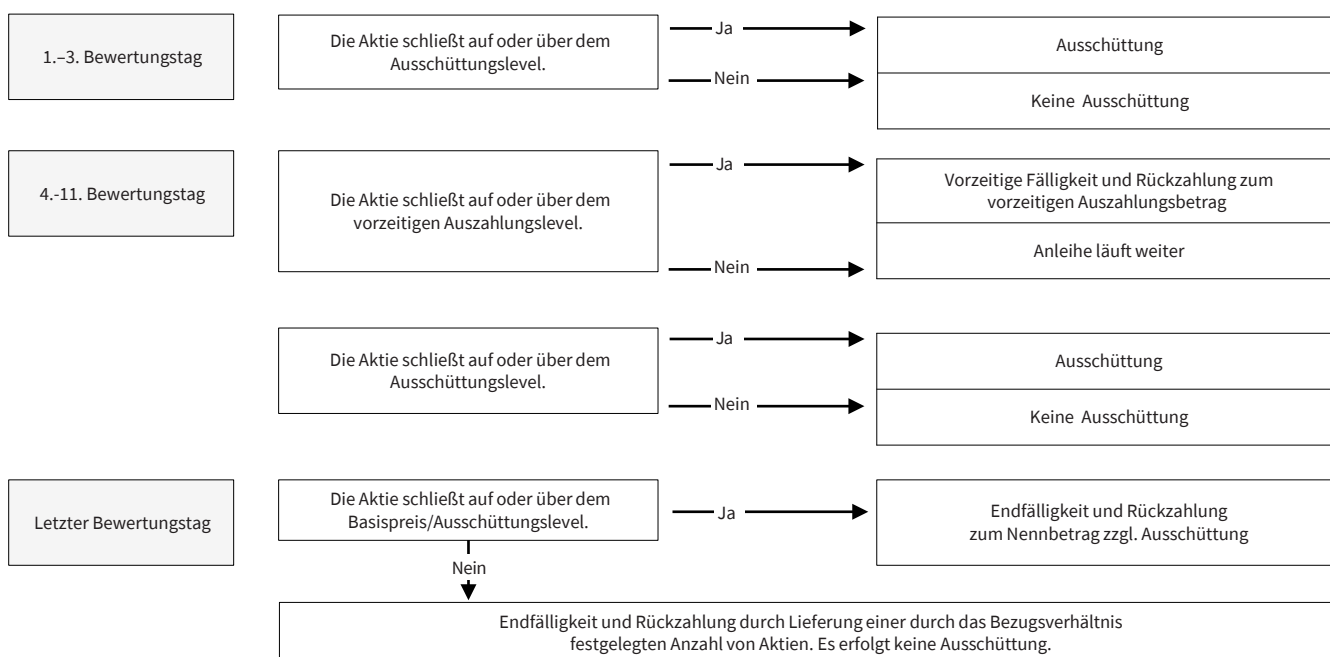 1.–3. Bewertungstag
Die Aktie schließt auf oder über dem
Ausschüttungslevel.
Ja
Nein
Ausschüttung
Keine Ausschüttung
4.-11. Bewertungstag
Die Aktie schließt auf oder über dem
vorzeitigen Auszahlungslevel.
Ja
Nein
Vorzeitige Fälligkeit und Rückzahlung zum
vorzeitigen Auszahlungsbetrag
Anleihe läuft weiter
Die Aktie schließt auf oder über dem
Ausschüttungslevel.
Ja
Nein
Ausschüttung
Keine Ausschüttung
Letzter Bewertungstag
Die Aktie schließt auf oder über dem
Basispreis/Ausschüttungslevel.
Ja
Endfälligkeit und Rückzahlung
zum Nennbetrag zzgl. Ausschüttung
Nein
Endfälligkeit und Rückzahlung durch Lieferung einer durch das Bezugsverhältnis
festgelegten Anzahl von Aktien. Es erfolgt keine Ausschüttung.